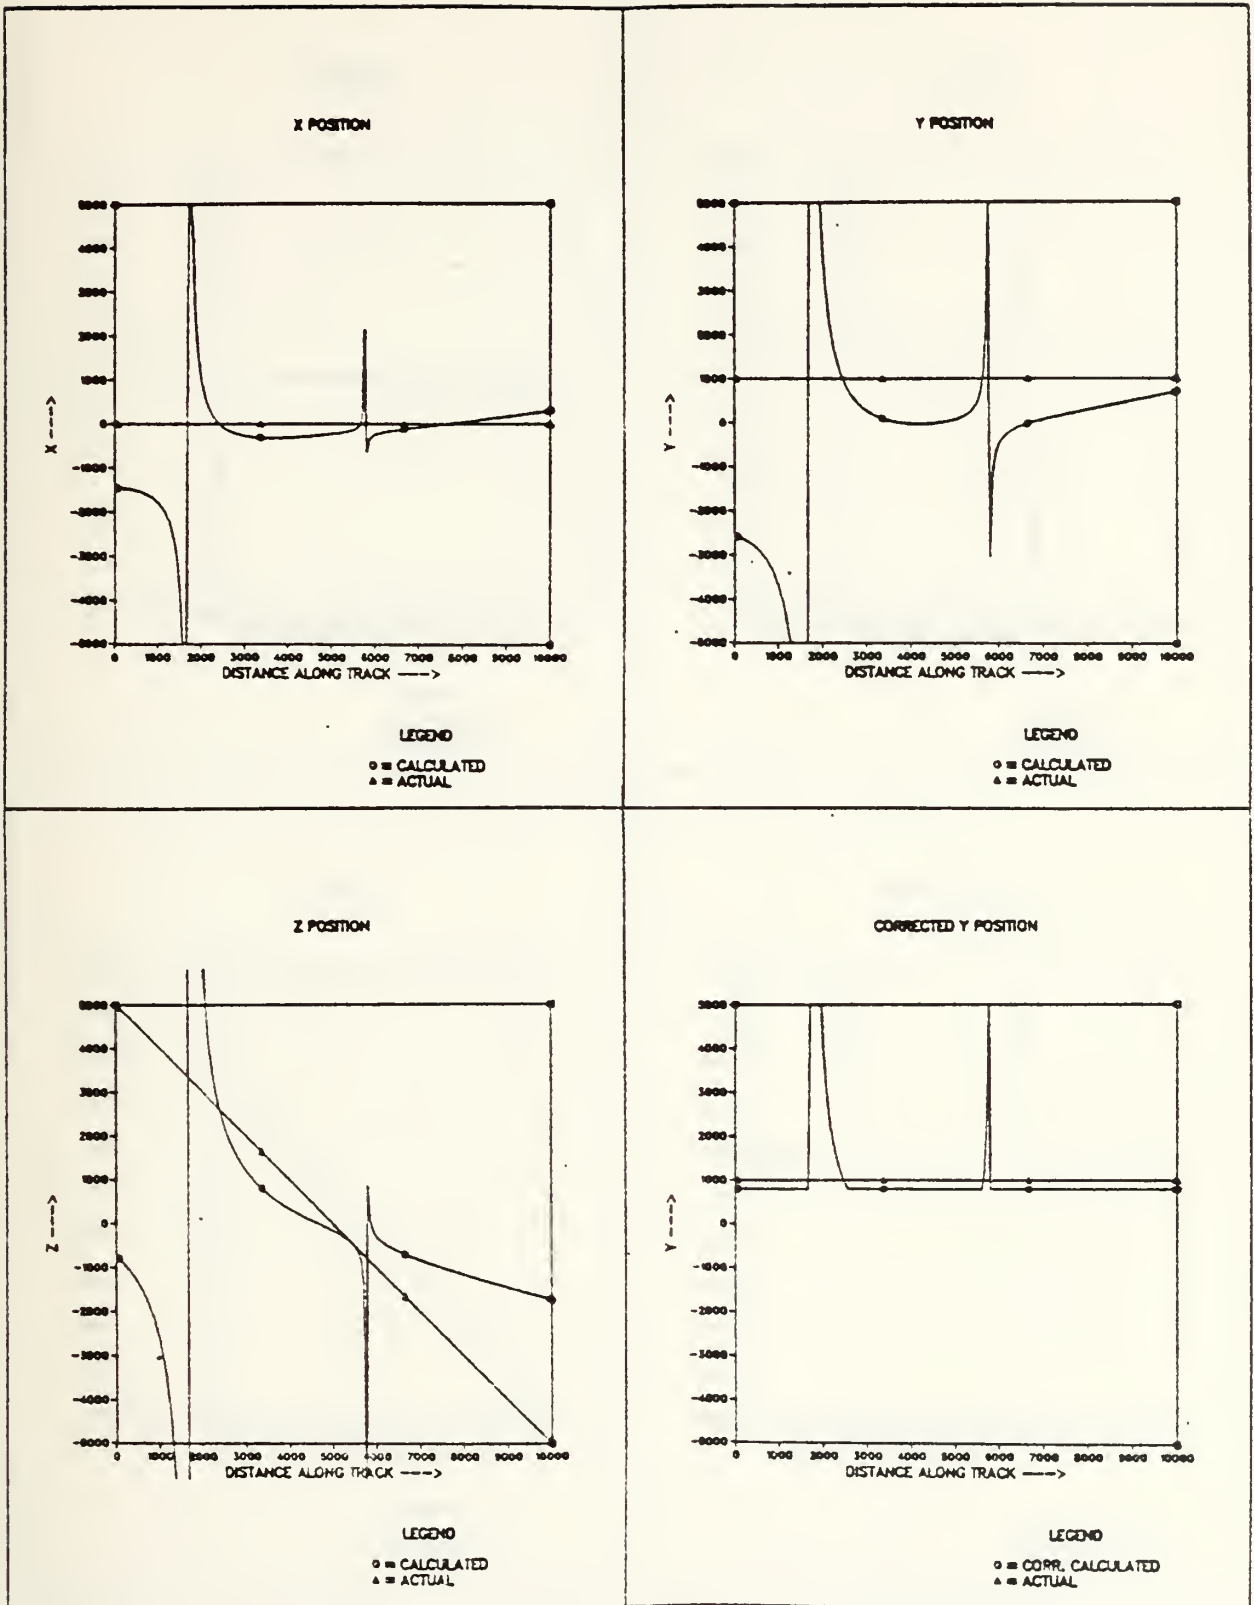 X POSITION
5000
4000
3000
2000
1000
0
-1000
-2000
-3000
-4000
-5000
X ---->
0 1000 2000 3000 4000 5000 6000 7000 8000 9000 10000
DISTANCE ALONG TRACK ---->
LEGEND
o = CALCULATED
▲ = ACTUAL
Y POSITION
5000
4000
3000
2000
1000
0
-1000
-2000
-3000
-4000
-5000
Y ---->
0 1000 2000 3000 4000 5000 6000 7000 8000 9000 10000
DISTANCE ALONG TRACK ---->
LEGEND
o = CALCULATED
▲ = ACTUAL
Z POSITION
5000
4000
3000
2000
1000
0
-1000
-2000
-3000
-4000
-5000
Z ---->
0 1000 2000 3000 4000 5000 6000 7000 8000 9000 10000
DISTANCE ALONG TRACK ---->
LEGEND
o = CALCULATED
▲ = ACTUAL
CORRECTED Y POSITION
5000
4000
3000
2000
1000
0
-1000
-2000
-3000
-4000
-5000
Y ---->
0 1000 2000 3000 4000 5000 6000 7000 8000 9000 10000
DISTANCE ALONG TRACK ---->
LEGEND
o = CORR. CALCULATED
▲ = ACTUAL